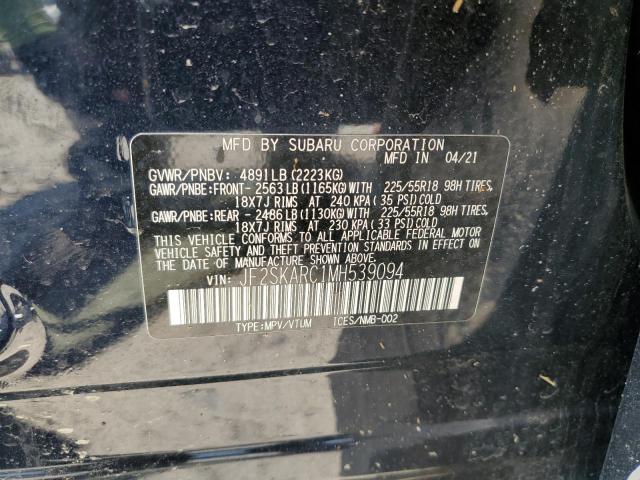 MFD BY SUBARU CORPORATION
MFD IN 04/21
GVWR/PNBV: 4891LB(2223KG)
GAWR/PNBE:FRONT-2563LB(1165KG)WITH 225/55R18 98H TIRES,
18X7J RIMS AT 240 KPA(35 PSI)COLD
GAWR/PNBE:REAR -2486LB(1130KG)WITH 225/55R18 98H TIRES,
18X7J RIMS AT 230 KPA(33 PSI)COLD
THIS VEHICLE CONFORMS TO ALL APPLICABLE FEDERAL MOTOR
VEHICLE SAFETY AND THEFT PREVENTION STANDARDS IN EFFECT
ON THE DATE OF MANUFACTURE SHOWN ABOVE.
VIN: JF2SKARC1MH539094
TYPE:MPV/VTUM ICES/NMB-002